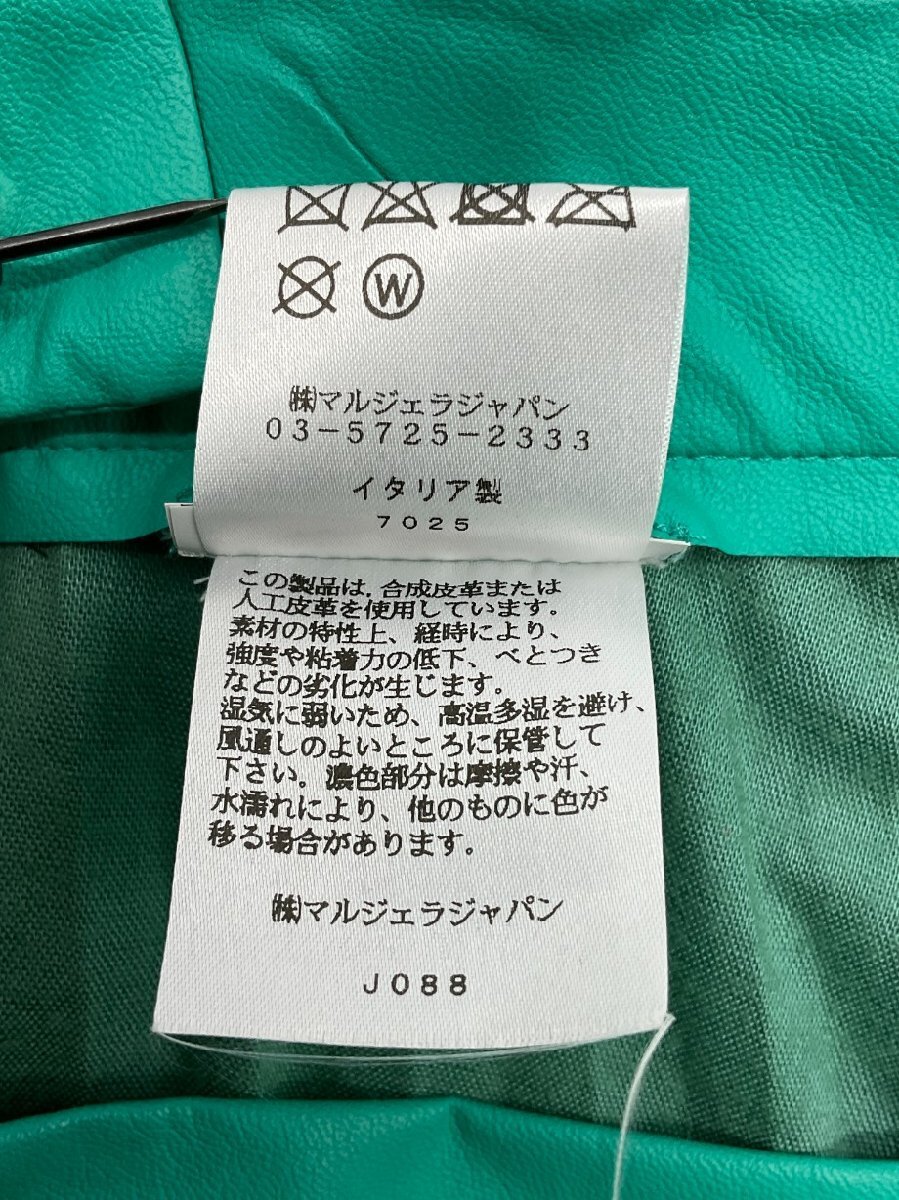 W
㈱マルジェラジャパン
03-5725-2333
イタリア製
7025
この製品は、合成皮革または
人工皮革を使用しています。
素材の特性上、経時により、
強度や粘着力の低下、べとつき
などの劣化が生じます。
湿気に弱いため、高温多湿を避け、
風通しのよいところに保管して
下さい。濃色部分は摩擦や汗、
水濡れにより、他のものに色が
移る場合があります。
㈱マルジェラジャパン
J088